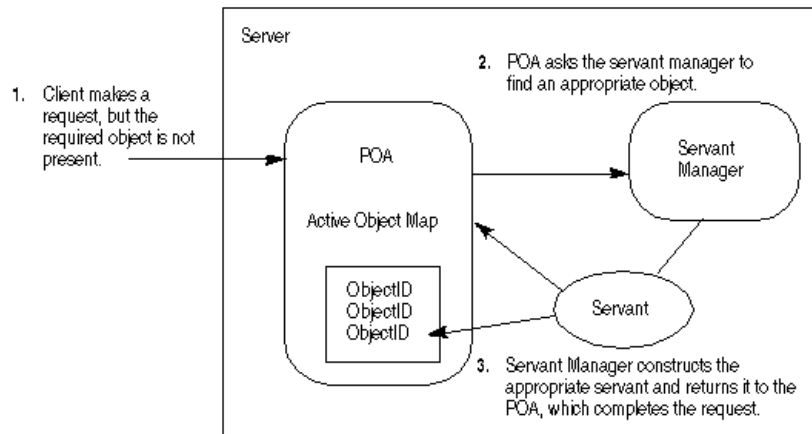 Server
1. Client makes a
request, but the
required object is not
present.
2. POA asks the servant manager to
find an appropriate object.
POA
Active Object Map
ObjectID
ObjectID
ObjectID
Servant
Manager
Servant
3. Servant Manager constructs the
appropriate servant and returns it to the
POA, which completes the request.